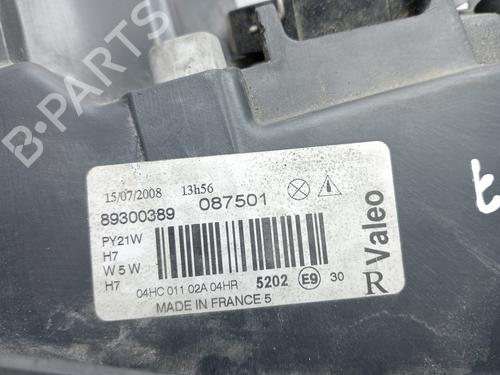 B-PARTS
15/07/2008 13h56
89300389 087501
PY21W
H7
W5W
H7
04HC 011 02A 04HR 5202 E9 30
MADE IN FRANCE 5
Valeo
R